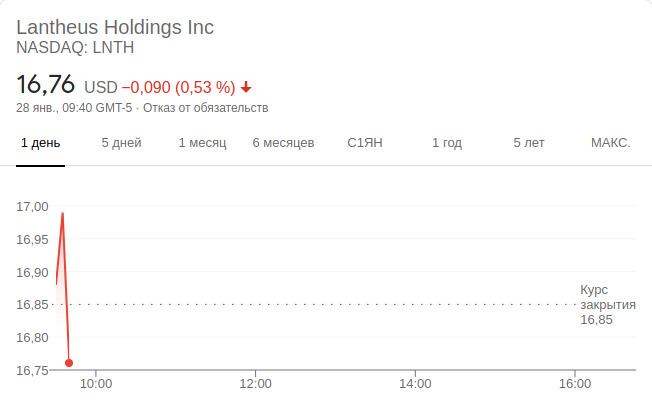 Lantheus Holdings Inc
NASDAQ: LNTH
16,76 USD −0,090 (0,53 %)
28 янв., 09:40 GMT-5 · Отказ от обязательств
1 день 5 дней 1 месяц 6 месяцев С1ЯН 1 год 5 лет МАКС.
17,00
16,95
16,90
16,85
16,80
16,75
Курс
закрытия
16,85
10:00 12:00 14:00 16:00